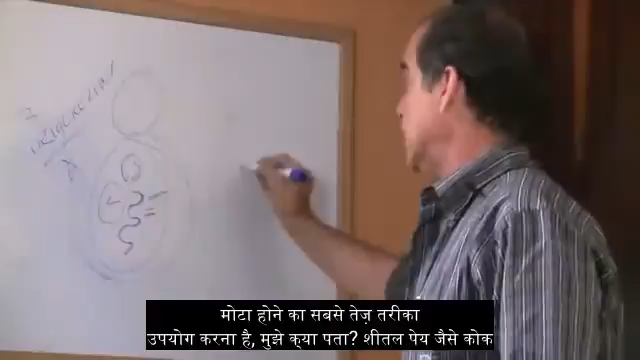 मोटा होने का सबसे तेज़ तरीका
उपयोग करना है, मुझे क्या पता? शीतल पेय जैसे कोक